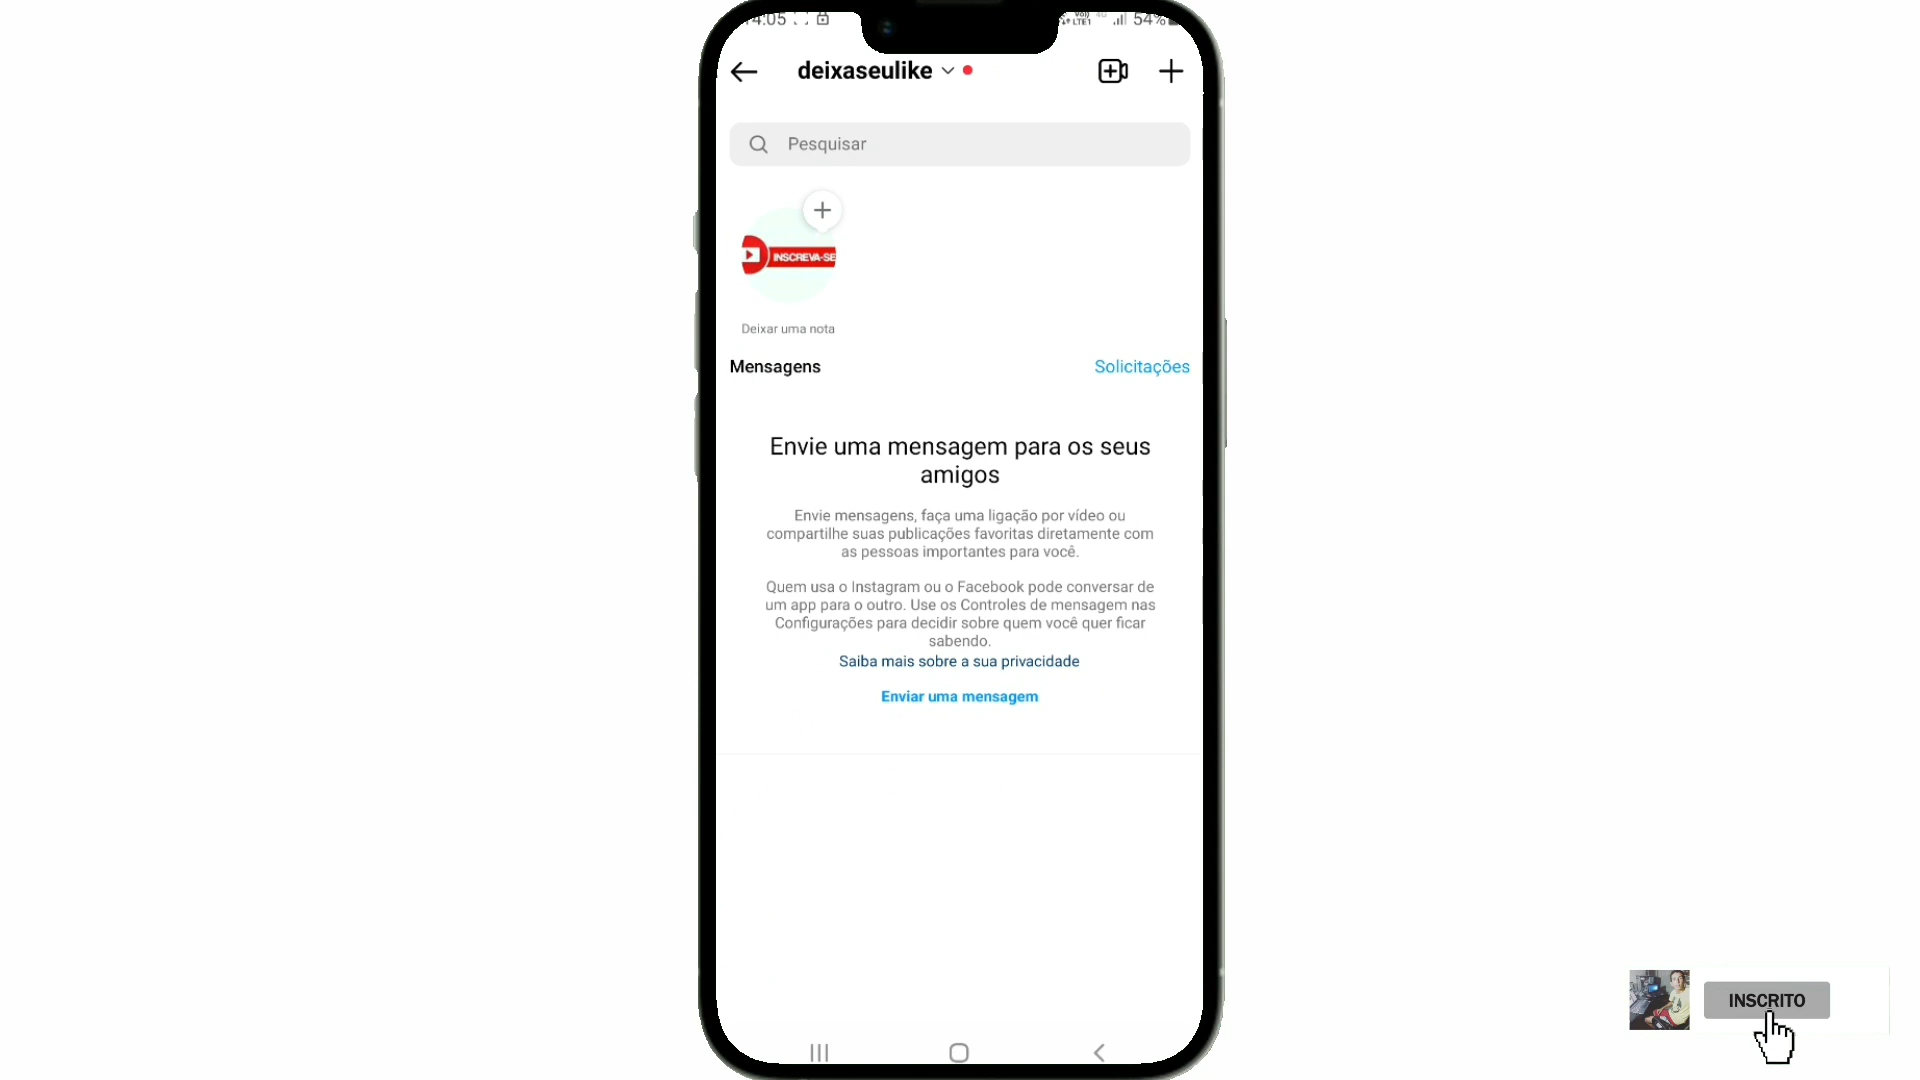 4:05 54%
deixaseulike
Pesquisar
INSCREVA-SE
Deixar uma nota
Mensagens Solicitações
Envie uma mensagem para os seus
amigos
Envie mensagens, faça uma ligação por vídeo ou
compartilhe suas publicações favoritas diretamente com
as pessoas importantes para você.
Quem usa o Instagram ou o Facebook pode conversar de
um app para o outro. Use os Controles de mensagem nas
Configurações para decidir sobre quem você quer ficar
sabendo.
Saiba mais sobre a sua privacidade
Enviar uma mensagem
INSCRITO